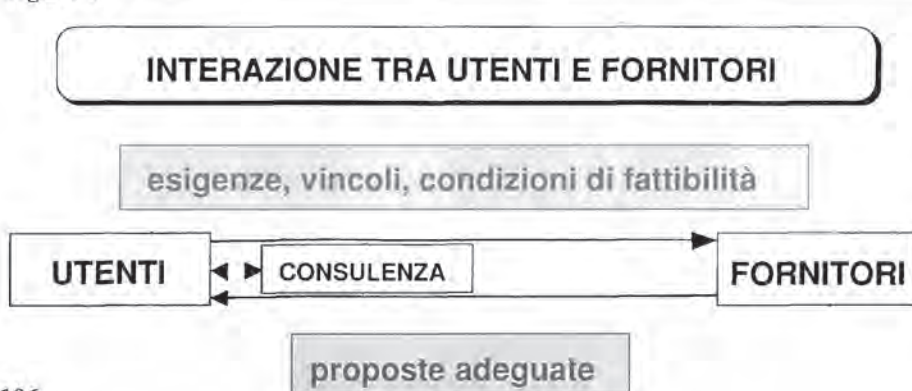 INTERAZIONE TRA UTENTI E FORNITORI
esigenze, vincoli, condizioni di fattibilità
UTENTI
CONSULENZA
FORNITORI
proposte adeguate